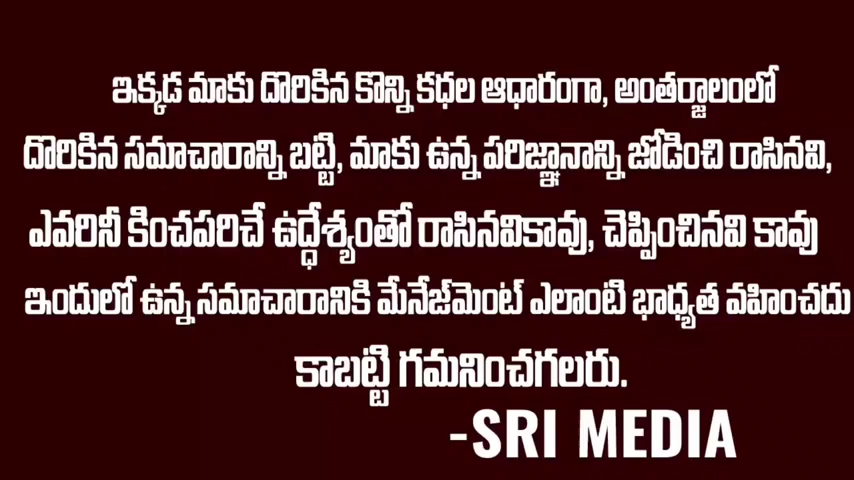 ఇక్కడ మాకు దొరికిన కొన్ని కధల ఆధారంగా, అంతర్జాలంలో
దొరికిన సమాచారాన్ని బట్టి, మాకు ఉన్న పరిజ్ఞానాన్ని జోడించి రాసినవి,
ఎవరినీ కించపరిచే ఉద్ధేశ్యంతో రాసినవికావు, చెప్పించినవి కావు
ఇందులో ఉన్న సమాచారానికి మేనేజ్‌మెంట్ ఎలాంటి భాధ్యత వహించదు
కాబట్టి గమనించగలరు.
-SRI MEDIA